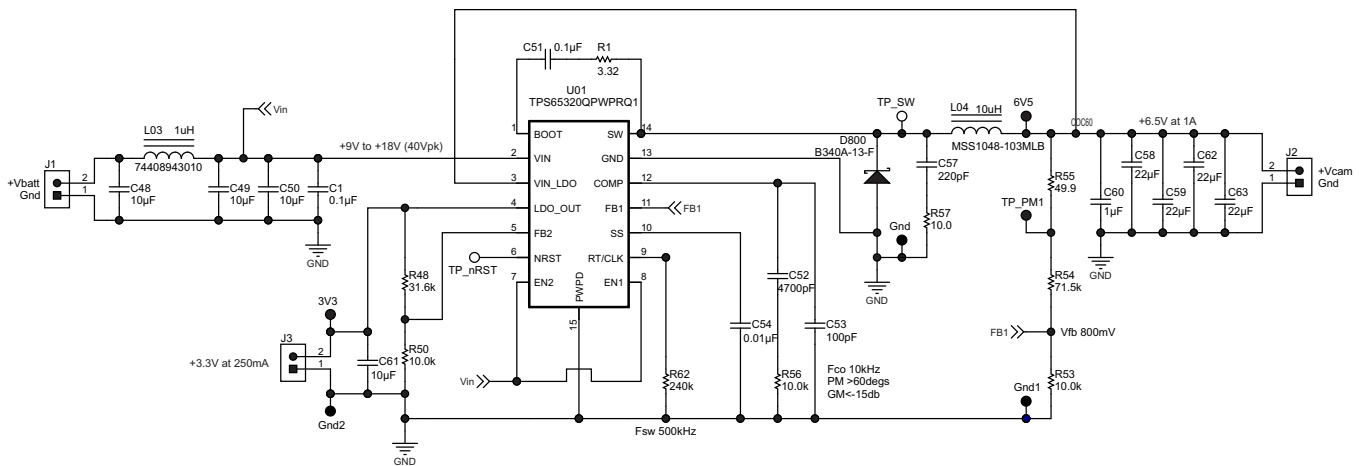 C51 0.1µF R1
3.32
U01
TPS65320QPWPRQ1
Vin
L03 1uH
74408943010
+9V to +18V (40Vpk)
J1
+Vbatt 2
Gnd 1
C48
10µF
C49
10µF
C50
10µF
C1
0.1µF
GND
1 BOOT SW 14
2 VIN GND 13
3 VIN_LDO COMP 12
4 LDO_OUT FB1 11 FB1
5 FB2 SS 10
6 NRST RT/CLK 9
7 EN2 EN1 8
PWPD
15
TP_nRST
TP_SW
L04 10uH
MSS1048-103MLB
6V5
D800
B340A-13-F
C57
220pF
R57
10.0
Gnd
GND
+6.5V at 1A
R55
49.9
TP_PM1
R54
71.5k
FB1 Vfb 800mV
R53
10.0k
Gnd1
C60
1µF
C58
22µF
C59
22µF
C62
22µF
C63
22µF
GND
J2
2 +Vcam
1 Gnd
R48
31.6k
R50
10.0k
3V3
J3
+3.3V at 250mA
2
1
C61
10µF
Gnd2
GND
Vin
R62
240k
Fsw 500kHz
C54
0.01µF
C52
4700pF
R56
10.0k
C53
100pF
Fco 10kHz
PM >60degs
GM<-15db